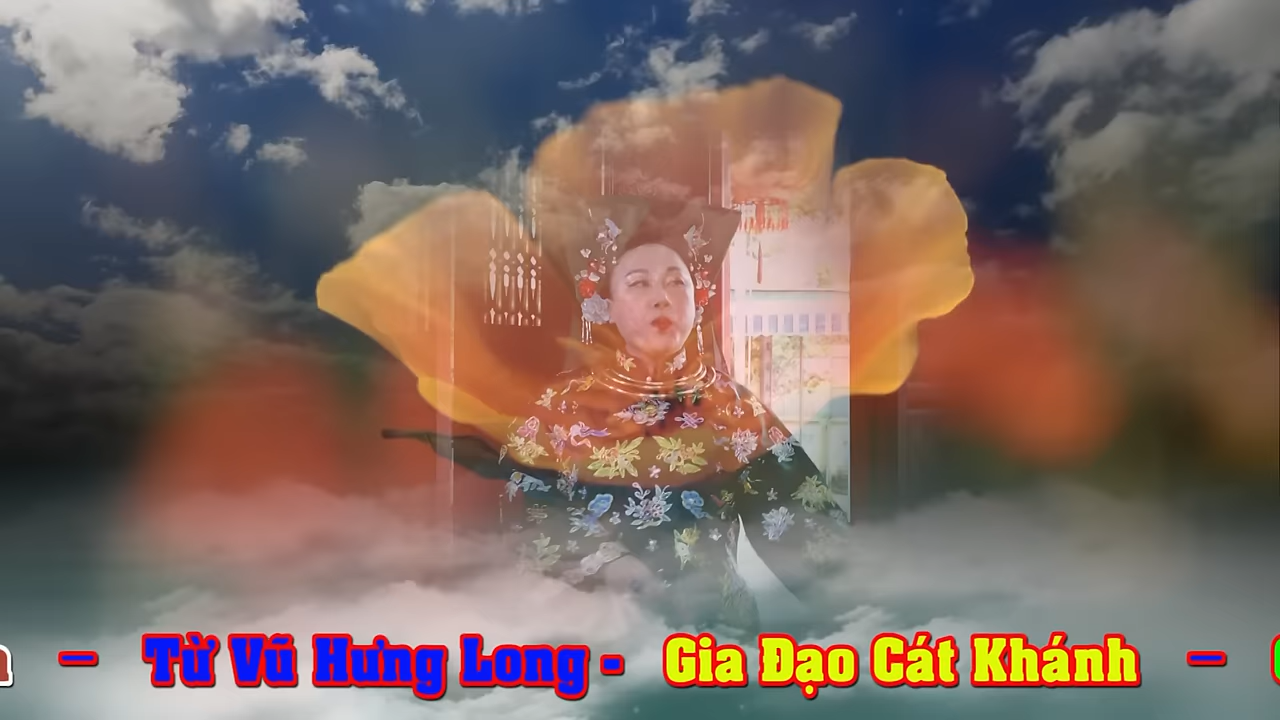 – Từ Vũ Hưng Long - Gia Đạo Cát Khánh –